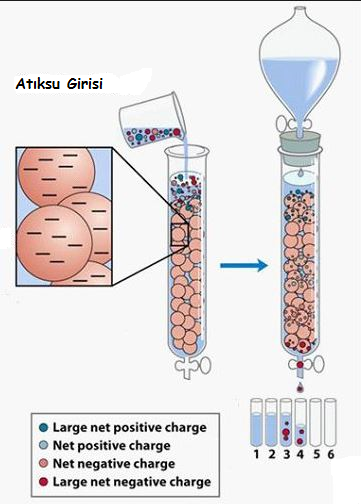 Atıksu Girisi
1 2 3 4 5 6
Large net positive charge
Net positive charge
Net negative charge
Large net negative charge